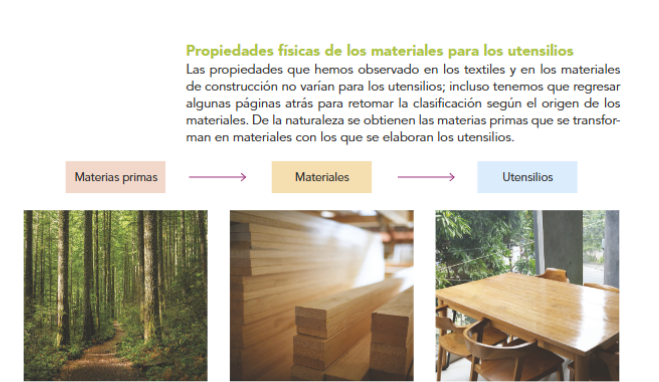 Propiedades físicas de los materiales para los utensilios
Las propiedades que hemos observado en los textiles y en los materiales
de construcción no varían para los utensilios; incluso tenemos que regresar
algunas páginas atrás para retomar la clasificación según el origen de los
materiales. De la naturaleza se obtienen las materias primas que se transfor-
man en materiales con los que se elaboran los utensilios.
Materias primas
Materiales
Utensilios